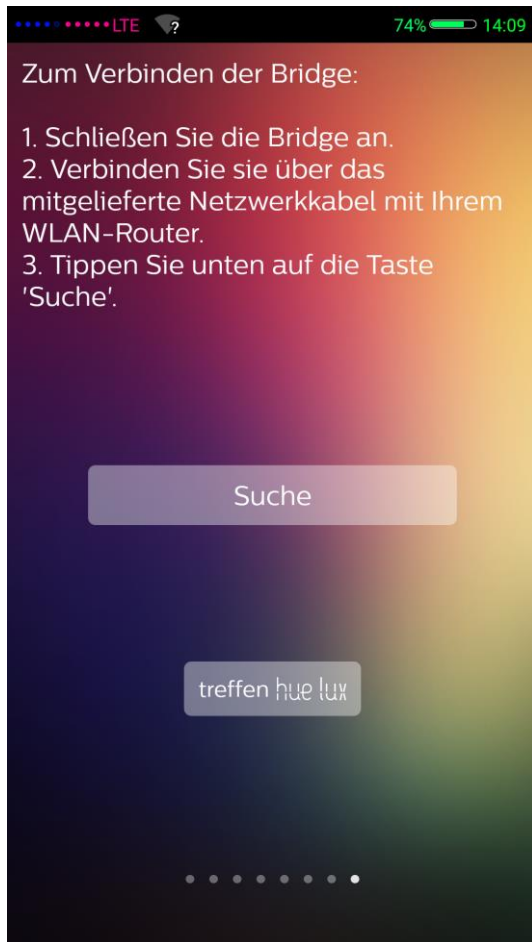 LTE ? 74% 14:09
Zum Verbinden der Bridge:
1. Schließen Sie die Bridge an.
2. Verbinden Sie sie über das
mitgelieferte Netzwerkkabel mit Ihrem
WLAN-Router.
3. Tippen Sie unten auf die Taste
'Suche'.
Suche
treffen hue lux